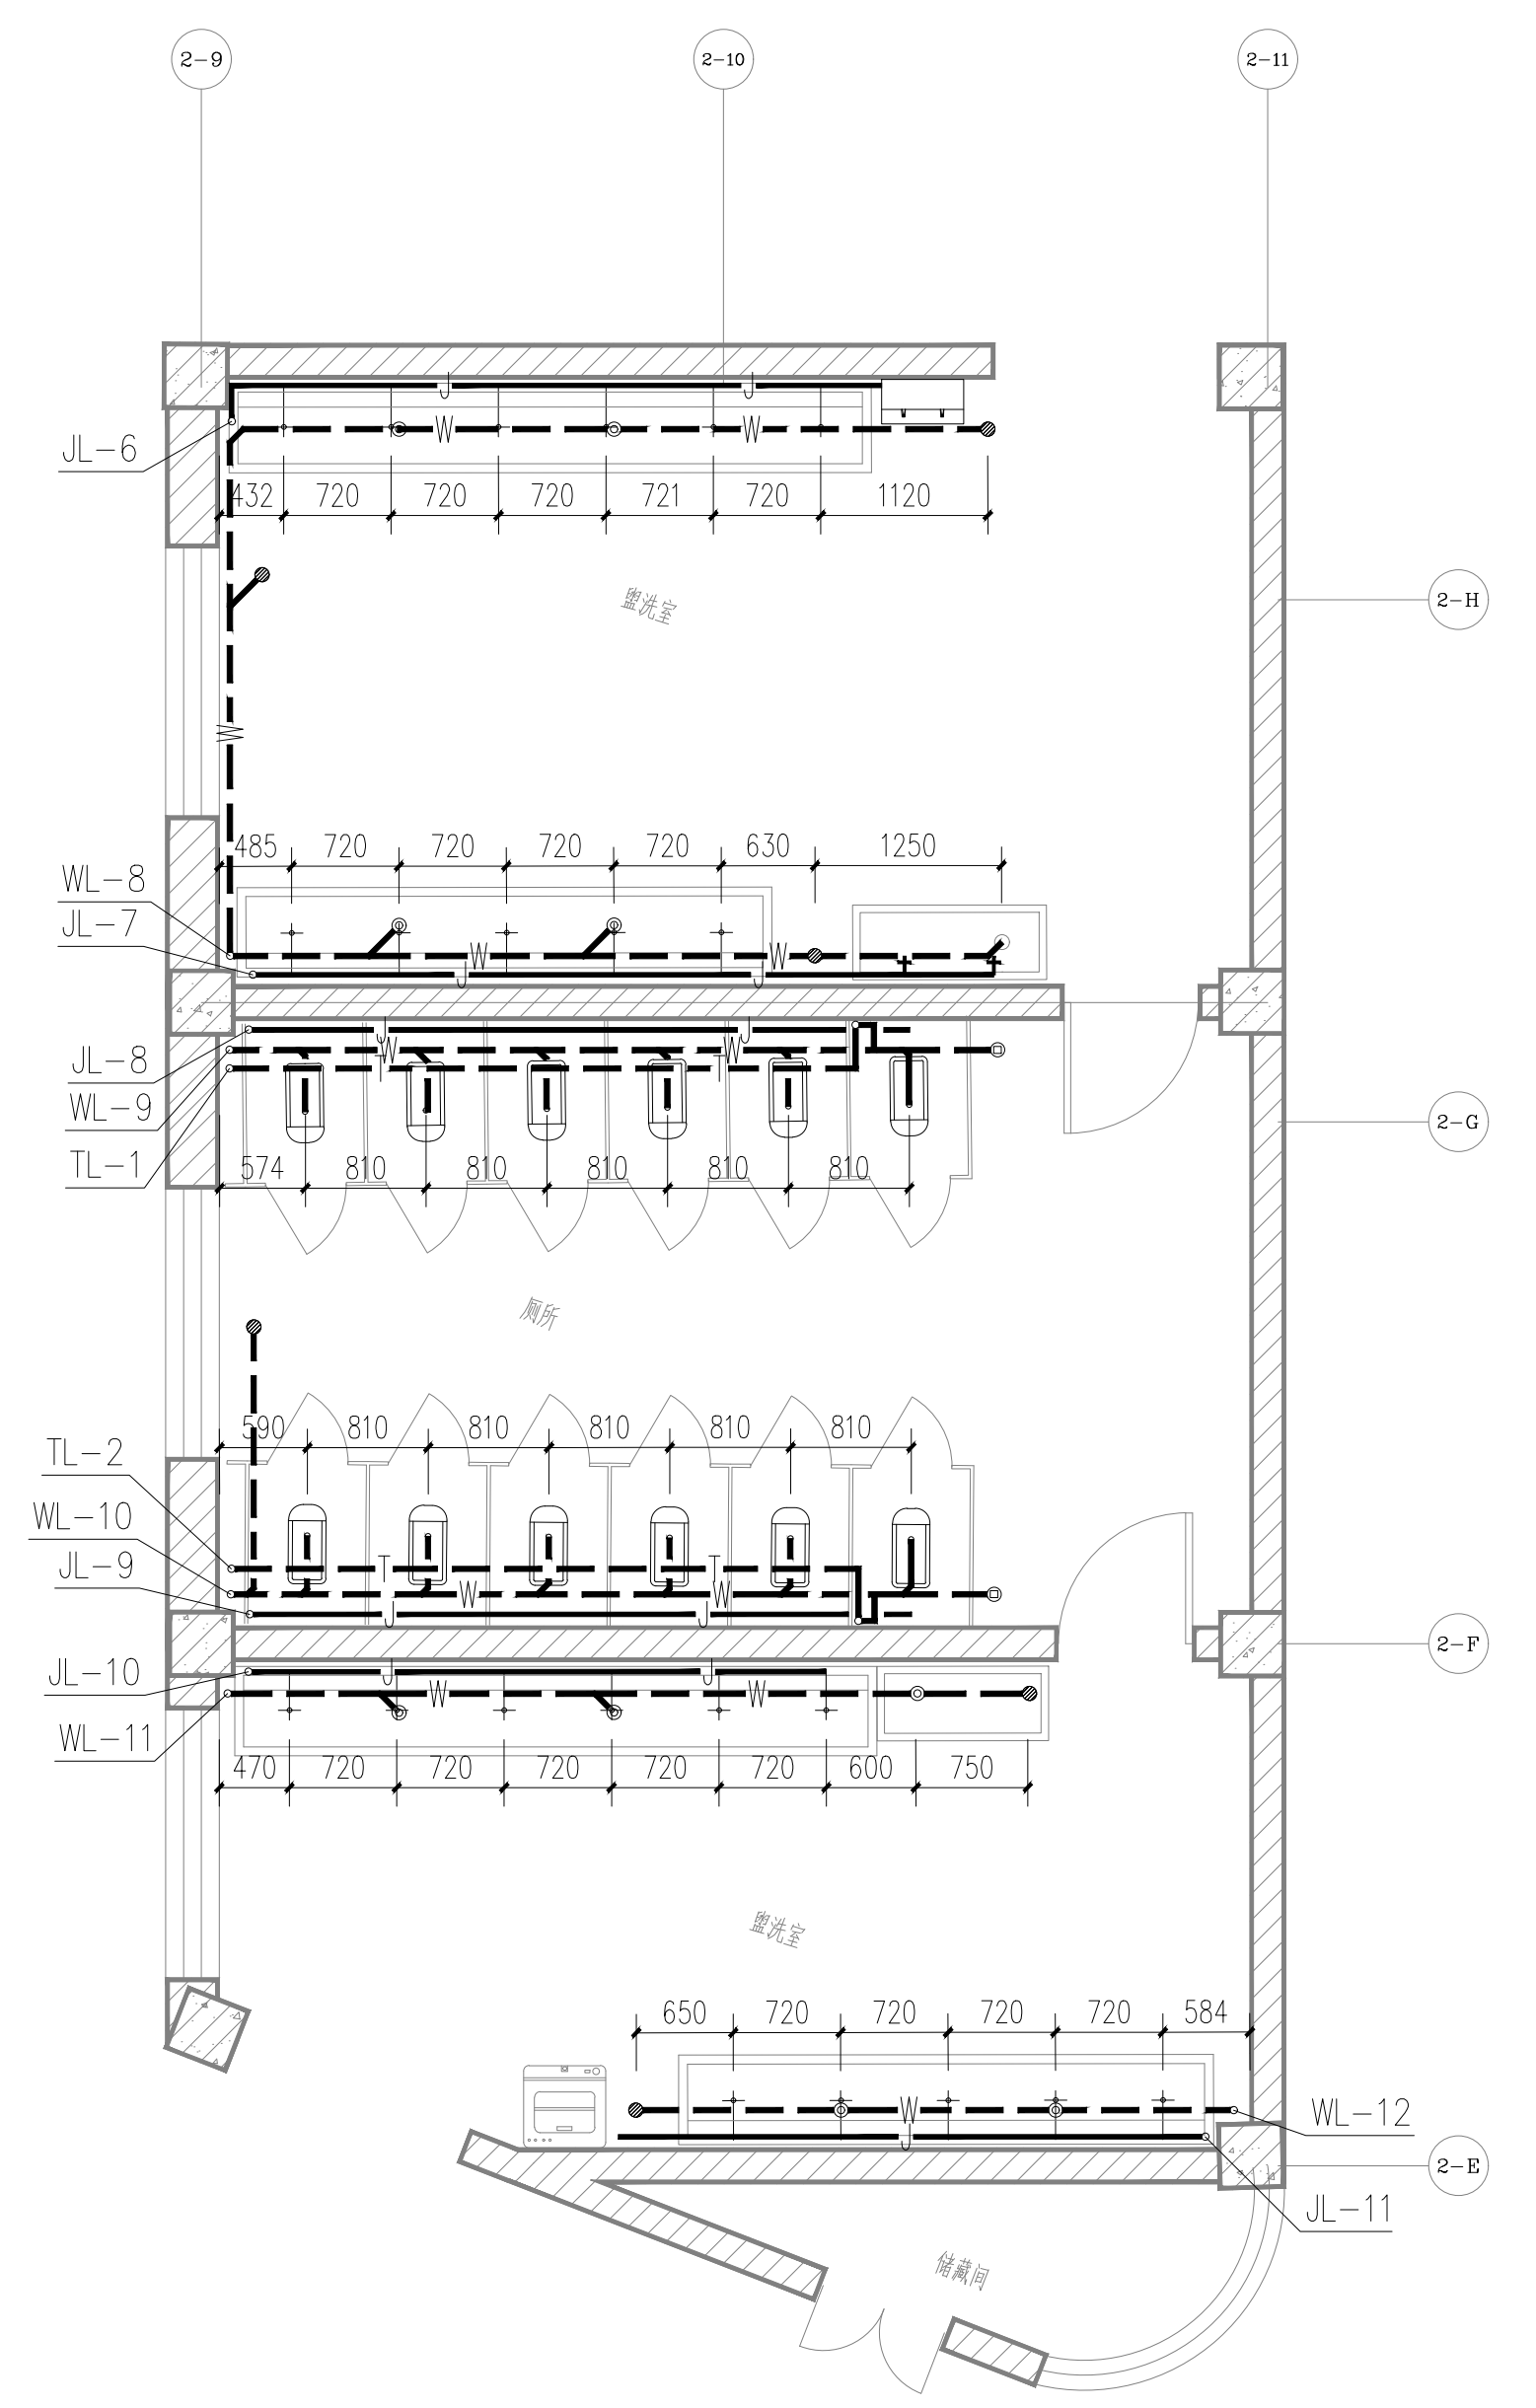 2-9 2-10 2-11
J J
W W
JL-6
432 720 720 720 721 720 1120
盥洗室
2-H
W
485 720 720 720 720 630 1250
WL-8
JL-7
W W
J J
J J
JL-8
W W
T T
WL-9
2-G
TL-1
574 810 810 810 810 810
厕所
590 810 810 810 810 810
TL-2
WL-10
T T
JL-9
W W
J J
2-F
JL-10
J J
W W
WL-11
470 720 720 720 720 720 600 750
盥洗室
650 720 720 720 720 584
W
WL-12
J
2-E
JL-11
储藏间